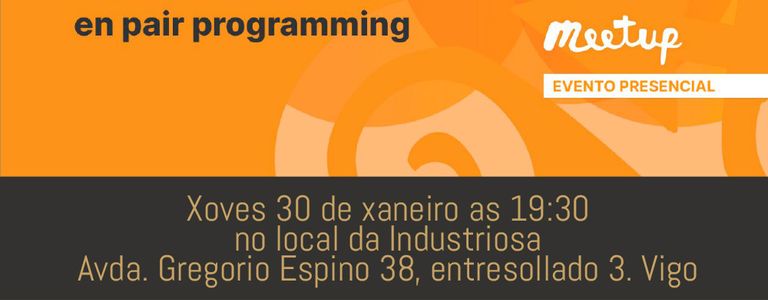 en pair programming
meetup
EVENTO PRESENCIAL
Xoves 30 de xaneiro as 19:30
no local da Industriosa
Avda. Gregorio Espino 38, entresollado 3. Vigo